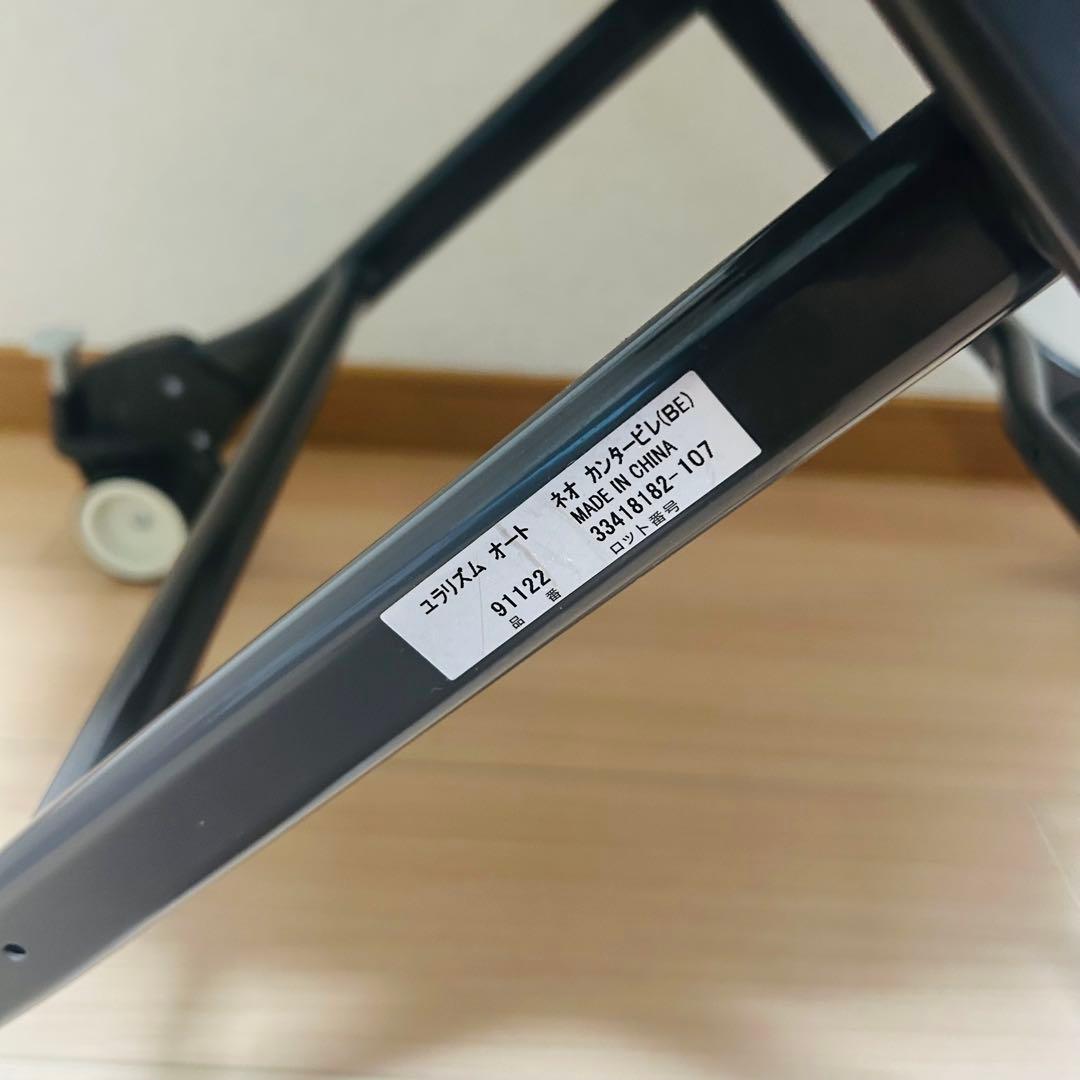 ユラリズム オート ネオ カンタービレ(BE)
MADE IN CHINA
91122 33418182-107
品番 ロット番号